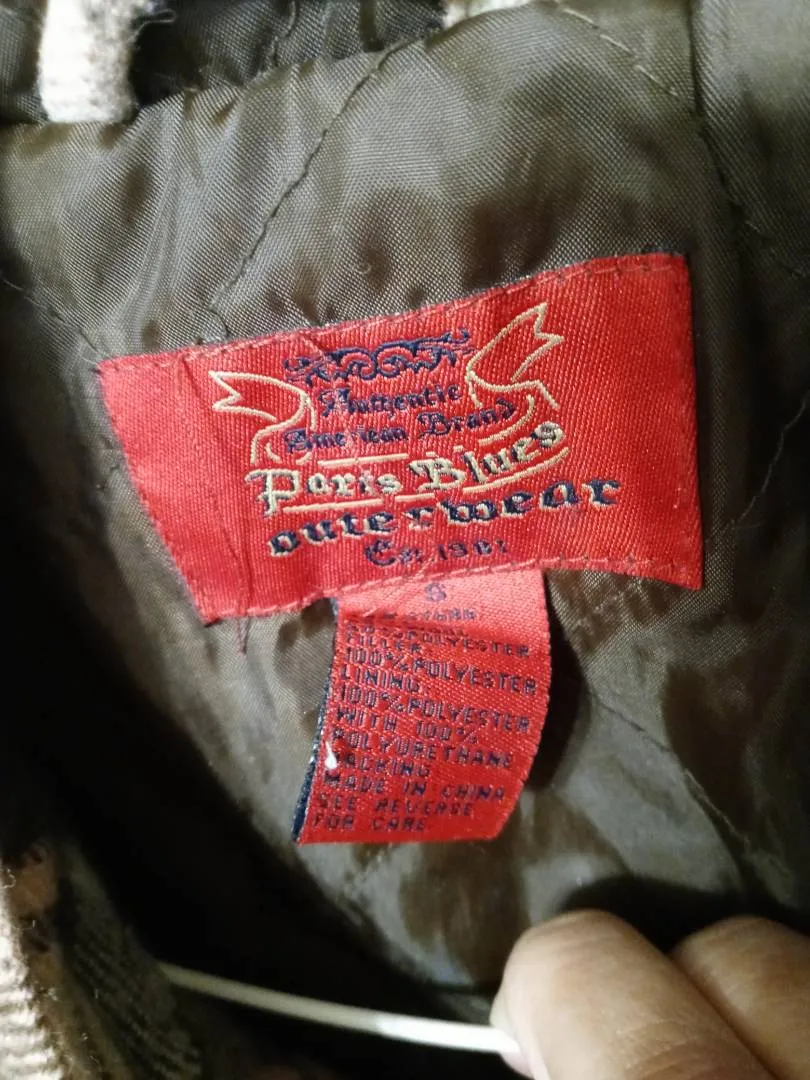 Authentic
American Brand
Paris Blues
outerwear
Est. 1981
S
POLYESTER
FILLER
100% POLYESTER
LINING
100% POLYESTER
WITH 100%
POLYURETHANE
BACKING
MADE IN CHINA
SEE REVERSE
FOR CARE